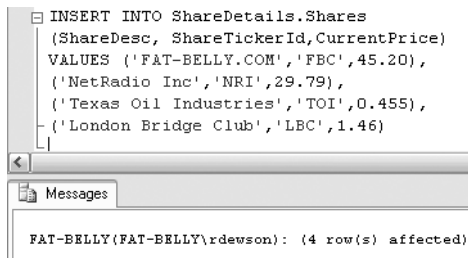 INSERT INTO ShareDetails.Shares
(ShareDesc, ShareTickerId,CurrentPrice)
VALUES ('FAT-BELLY.COM','FBC',45.20),
('NetRadio Inc','NRI',29.79),
('Texas Oil Industries','TOI',0.455),
('London Bridge Club','LBC',1.46)
Messages
FAT-BELLY(FAT-BELLY\rdewson): (4 row(s) affected)